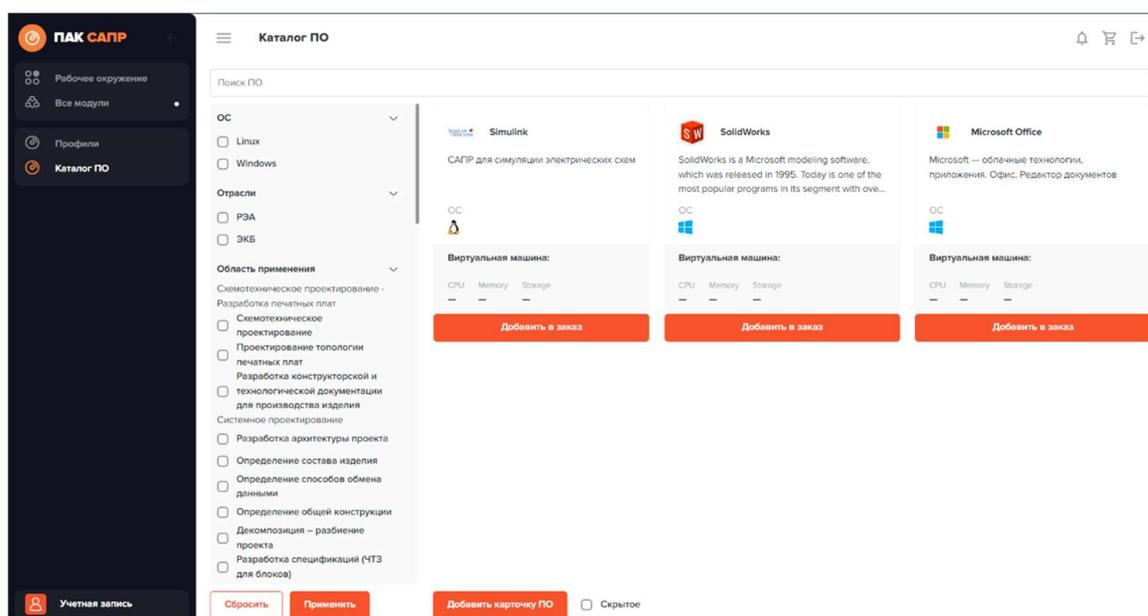 ПАК САПР
Рабочее окружение
Все модули
Профили
Каталог ПО
Учетная запись
Каталог ПО
Поиск ПО
ОС
Linux
Windows
Отрасли
РЭА
ЭКБ
Область применения
Схемотехническое проектирование -
Разработка печатных плат
Схемотехническое
проектирование
Проектирование топологии
печатных плат
Разработка конструкторской и
технологической документации
для производства изделия
Системное проектирование
Разработка архитектуры проекта
Определение состава изделия
Определение способов обмена
данными
Определение общей конструкции
Декомпозиция – разбиение
проекта
Разработка спецификаций (ЧТЗ
для блоков)
Сбросить
Применить
Simulink
САПР для симуляции электрических схем
ОС
Виртуальная машина:
CPU Memory Storage
— — —
Добавить в заказ
SW
SolidWorks
SolidWorks is a Microsoft modeling software,
which was released in 1995. Today is one of the
most popular programs in its segment with ove...
ОС
Виртуальная машина:
CPU Memory Storage
— — —
Добавить в заказ
Microsoft Office
Microsoft — облачные технологии,
приложения. Офис. Редактор документов
ОС
Виртуальная машина:
CPU Memory Storage
— — —
Добавить в заказ
Добавить карточку ПО
Скрытое